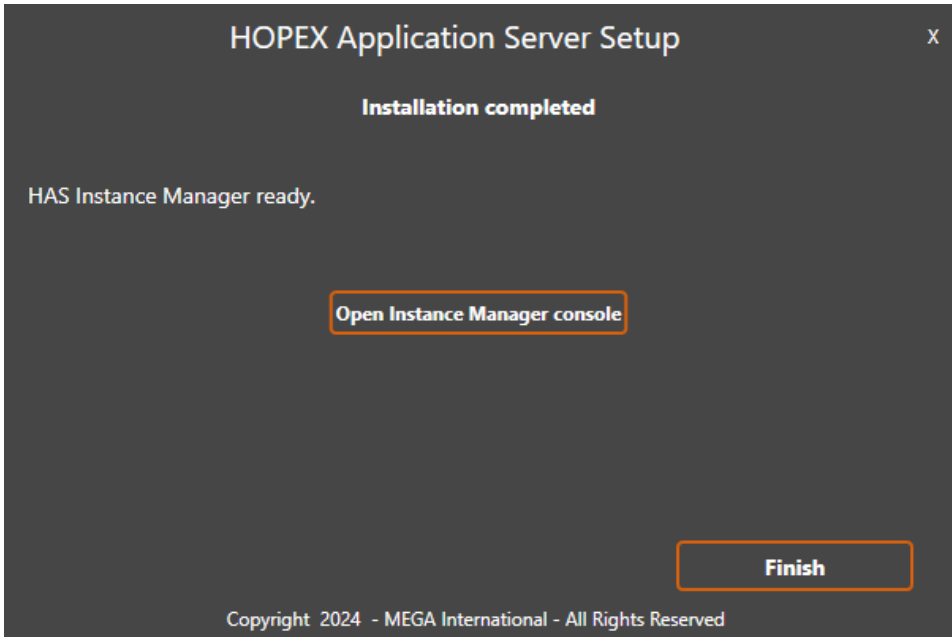 HOPEX Application Server Setup
X
Installation completed
HAS Instance Manager ready.
Open Instance Manager console
Finish
Copyright 2024 - MEGA International - All Rights Reserved